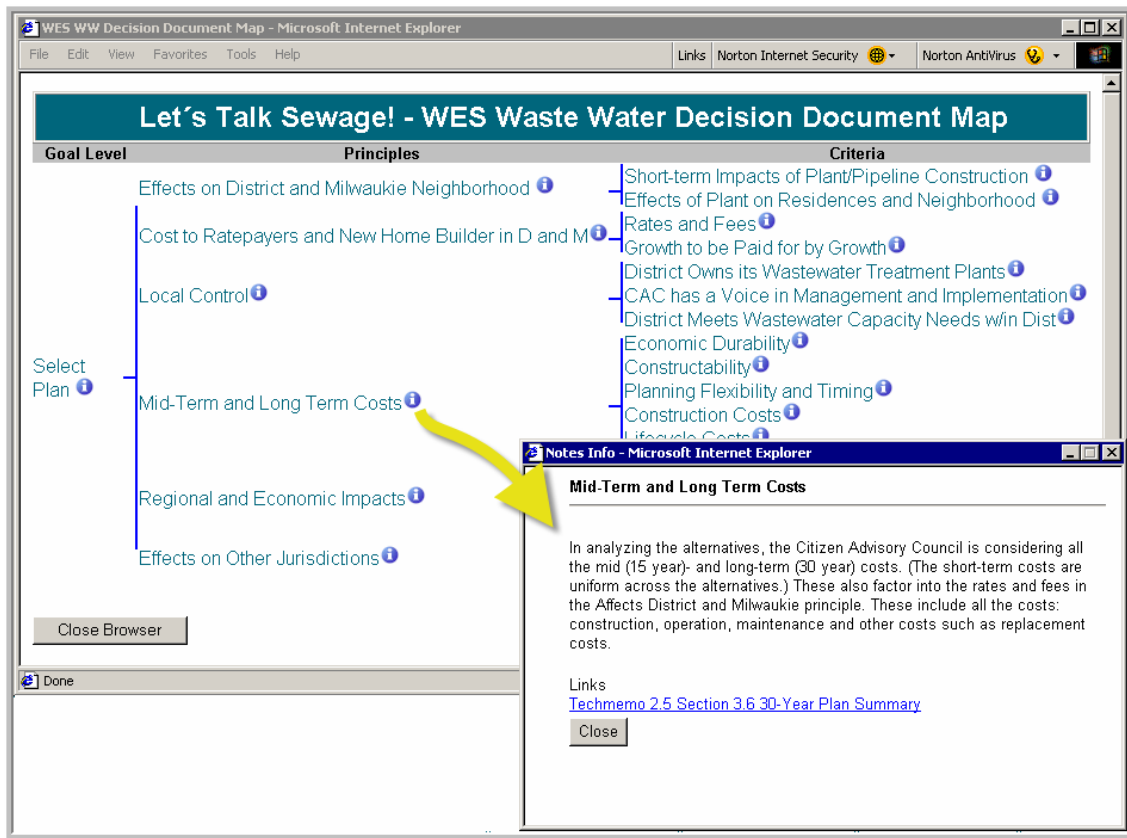 WES WW Decision Document Map - Microsoft Internet Explorer
File Edit View Favorites Tools Help
Links Norton Internet Security Norton AntiVirus
Let´s Talk Sewage! - WES Waste Water Decision Document Map
Goal Level Principles Criteria
Effects on District and Milwaukie Neighborhood
Short-term Impacts of Plant/Pipeline Construction
Effects of Plant on Residences and Neighborhood
Cost to Ratepayers and New Home Builder in D and M
Rates and Fees
Growth to be Paid for by Growth
Local Control
District Owns its Wastewater Treatment Plants
CAC has a Voice in Management and Implementation
District Meets Wastewater Capacity Needs w/in Dist
Select
Plan
Mid-Term and Long Term Costs
Economic Durability
Constructability
Planning Flexibility and Timing
Construction Costs
Lifecycle Costs
Regional and Economic Impacts
Effects on Other Jurisdictions
Close Browser
Done
Notes Info - Microsoft Internet Explorer
Mid-Term and Long Term Costs
In analyzing the alternatives, the Citizen Advisory Council is considering all
the mid (15 year)- and long-term (30 year) costs. (The short-term costs are
uniform across the alternatives.) These also factor into the rates and fees in
the Affects District and Milwaukie principle. These include all the costs:
construction, operation, maintenance and other costs such as replacement
costs.
Links
Techmemo 2.5 Section 3.6 30-Year Plan Summary
Close